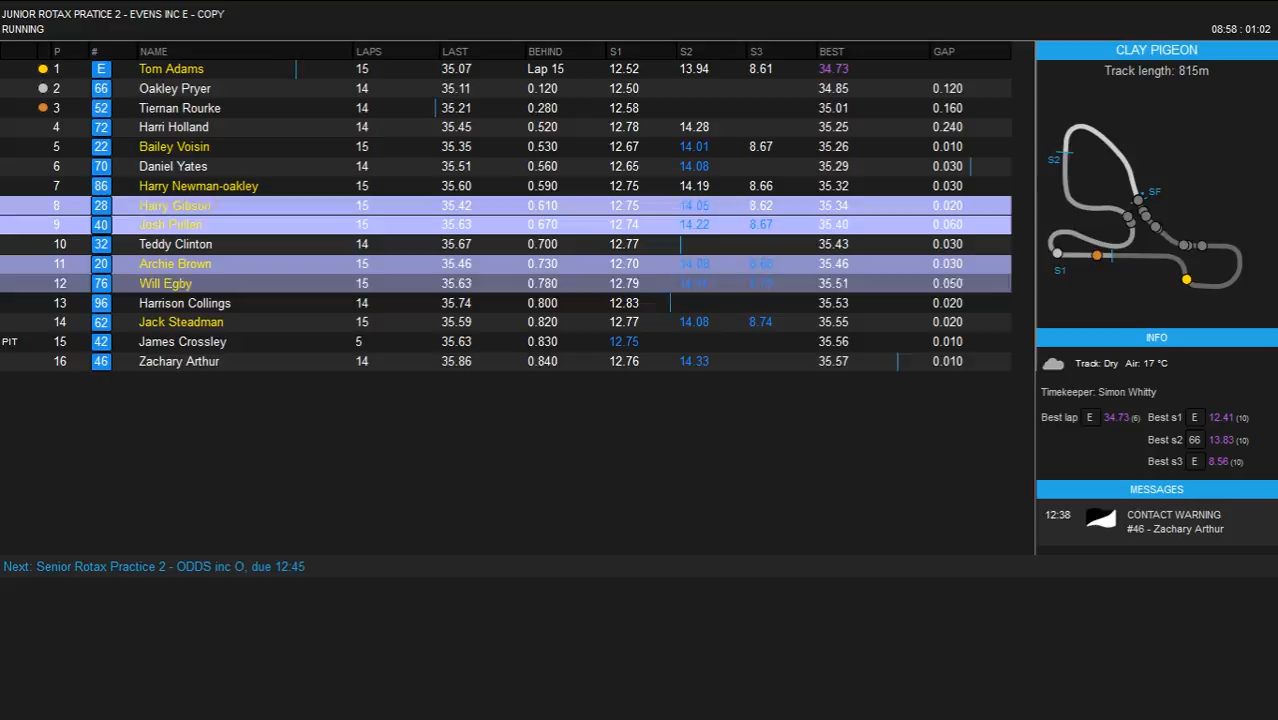 JUNIOR ROTAX PRATICE 2 - EVENS INC E - COPY
RUNNING
08:58 : 01:02
P # NAME LAPS LAST BEHIND S1 S2 S3 BEST GAP
1 E Tom Adams 15 35.07 Lap 15 12.52 13.94 8.61 34.73
2 66 Oakley Pryer 14 35.11 0.120 12.50 34.85 0.120
3 52 Tiernan Rourke 14 35.21 0.280 12.58 35.01 0.160
4 72 Harri Holland 14 35.45 0.520 12.78 14.28 35.25 0.240
5 22 Bailey Voisin 15 35.35 0.530 12.67 14.01 8.67 35.26 0.010
6 70 Daniel Yates 14 35.51 0.560 12.65 14.08 35.29 0.030
7 86 Harry Newman-oakley 15 35.60 0.590 12.75 14.19 8.66 35.32 0.030
8 28 Harry Gibson 15 35.42 0.610 12.75 14.05 8.62 35.34 0.020
9 40 Josh Pullen 15 35.63 0.670 12.74 14.22 8.67 35.40 0.060
10 32 Teddy Clinton 14 35.67 0.700 12.77 35.43 0.030
11 20 Archie Brown 15 35.46 0.730 12.70 14.08 35.46 0.030
12 76 Will Egby 15 35.63 0.780 12.79 35.51 0.050
13 96 Harrison Collings 14 35.74 0.800 12.83 35.53 0.020
14 62 Jack Steadman 15 35.59 0.820 12.77 14.08 8.74 35.55 0.020
PIT 15 42 James Crossley 5 35.63 0.830 12.75 35.56 0.010
16 46 Zachary Arthur 14 35.86 0.840 12.76 14.33 35.57 0.010
CLAY PIGEON
Track length: 815m
S2
SF
S1
INFO
Track: Dry Air: 17 °C
Timekeeper: Simon Whitty
Best lap E 34.73 (6) Best s1 E 12.41 (10)
Best s2 66 13.83 (10)
Best s3 E 8.56 (10)
MESSAGES
12:38 CONTACT WARNING
#46 - Zachary Arthur
Next: Senior Rotax Practice 2 - ODDS inc O, due 12:45